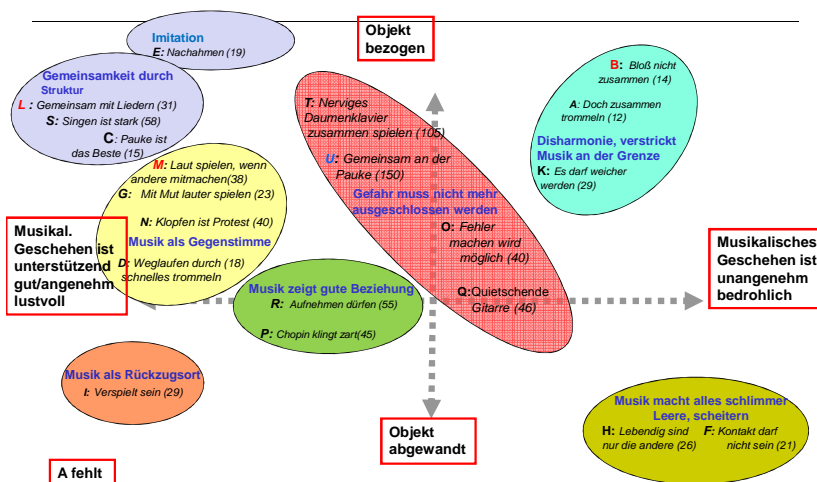 Imitation
E: Nachahmen (19)
Objekt
bezogen
Gemeinsamkeit durch
Struktur
L : Gemeinsam mit Liedern (31)
S: Singen ist stark (58)
C: Pauke ist
das Beste (15)
B: Bloß nicht
zusammen (14)
A: Doch zusammen
trommeln (12)
Disharmonie, verstrickt
Musik an der Grenze
K: Es darf weicher
werden (29)
T: Nerviges
Daumenklavier
zusammen spielen (105)
U: Gemeinsam an der
Pauke (150)
Gefahr muss nicht mehr
ausgeschlossen werden
O: Fehler
machen wird
möglich (40)
Q:Quietschende
Gitarre (46)
M: Laut spielen, wenn
andere mitmachen(38)
G: Mit Mut lauter spielen (23)
N: Klopfen ist Protest (40)
Musik als Gegenstimme
D: Weglaufen durch (18)
schnelles trommeln
Musikal.
Geschehen ist
unterstützend
gut/angenehm
lustvoll
Musikalisches
Geschehen ist
unangenehm
bedrohlich
Musik zeigt gute Beziehung
R: Aufnehmen dürfen (55)
P: Chopin klingt zart(45)
Musik als Rückzugsort
I: Verspielt sein (29)
Musik macht alles schlimmer
Leere, scheitern
H: Lebendig sind
nur die andere (26)
F: Kontakt darf
nicht sein (21)
Objekt
abgewandt
A fehlt